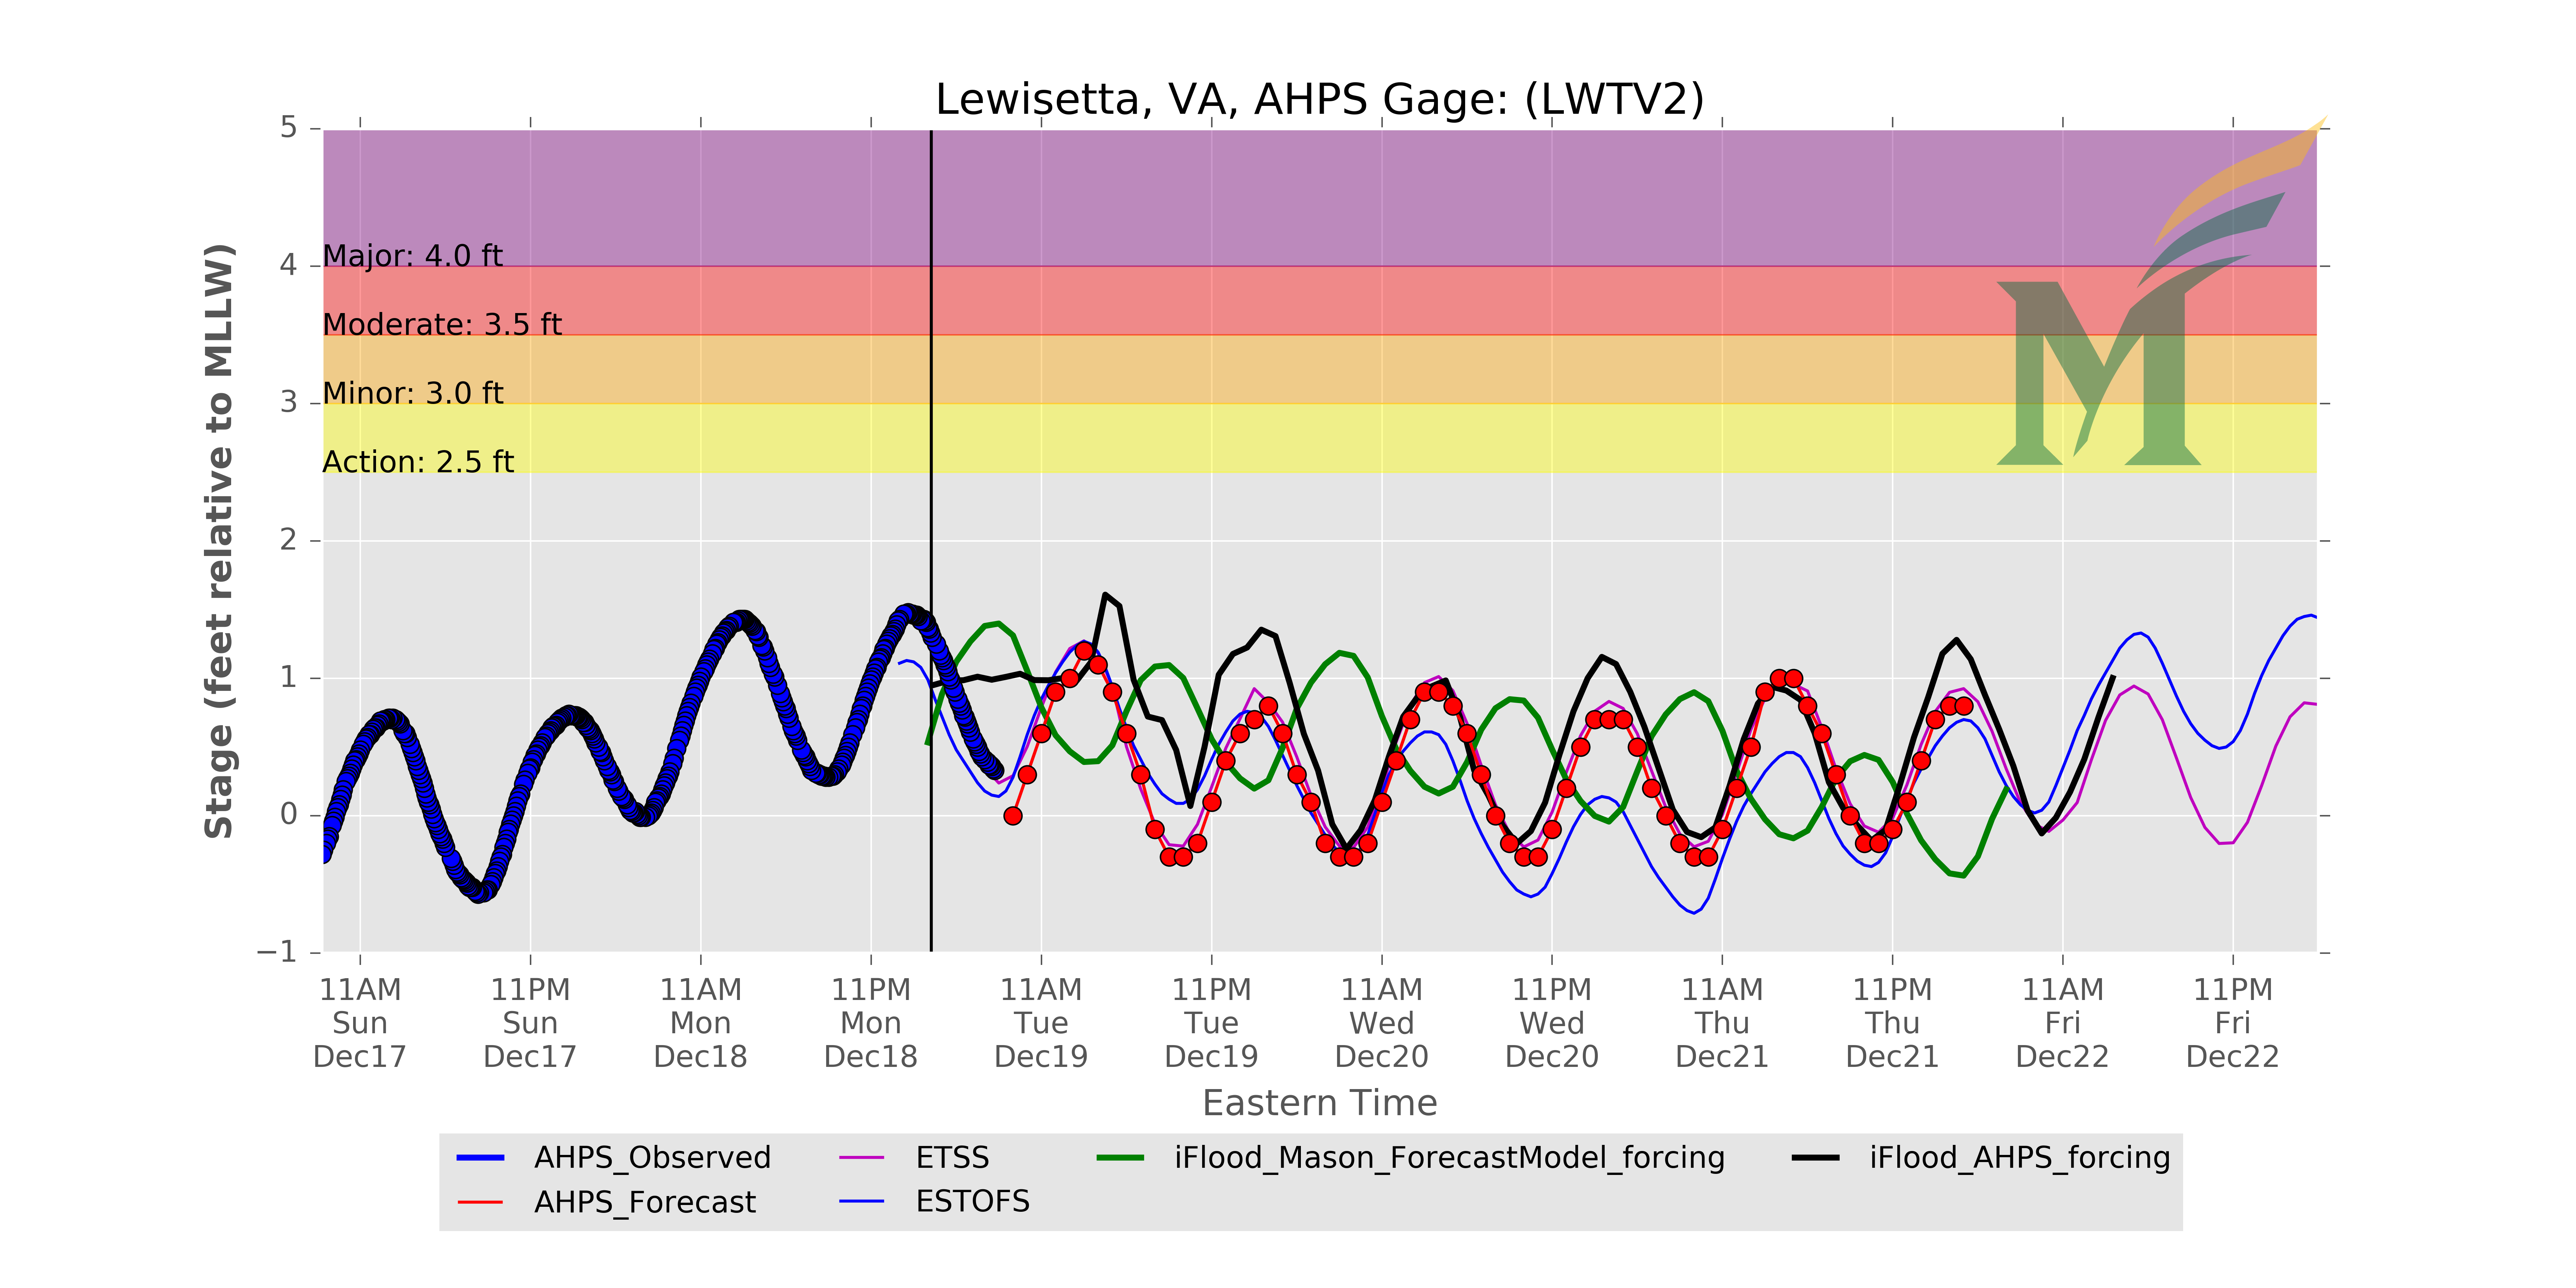 Lewisetta, VA, AHPS Gage: (LWTV2)
Stage (feet relative to MLLW)
5
4
3
2
1
0
−1
Major: 4.0 ft
Moderate: 3.5 ft
Minor: 3.0 ft
Action: 2.5 ft
11AM 11PM 11AM 11PM 11AM 11PM 11AM 11PM 11AM 11PM 11AM 11PM
Sun Sun Mon Mon Tue Tue Wed Wed Thu Thu Fri Fri
Dec17 Dec17 Dec18 Dec18 Dec19 Dec19 Dec20 Dec20 Dec21 Dec21 Dec22 Dec22
Eastern Time
AHPS_Observed ETSS iFlood_Mason_ForecastModel_forcing iFlood_AHPS_forcing
AHPS_Forecast ESTOFS
M